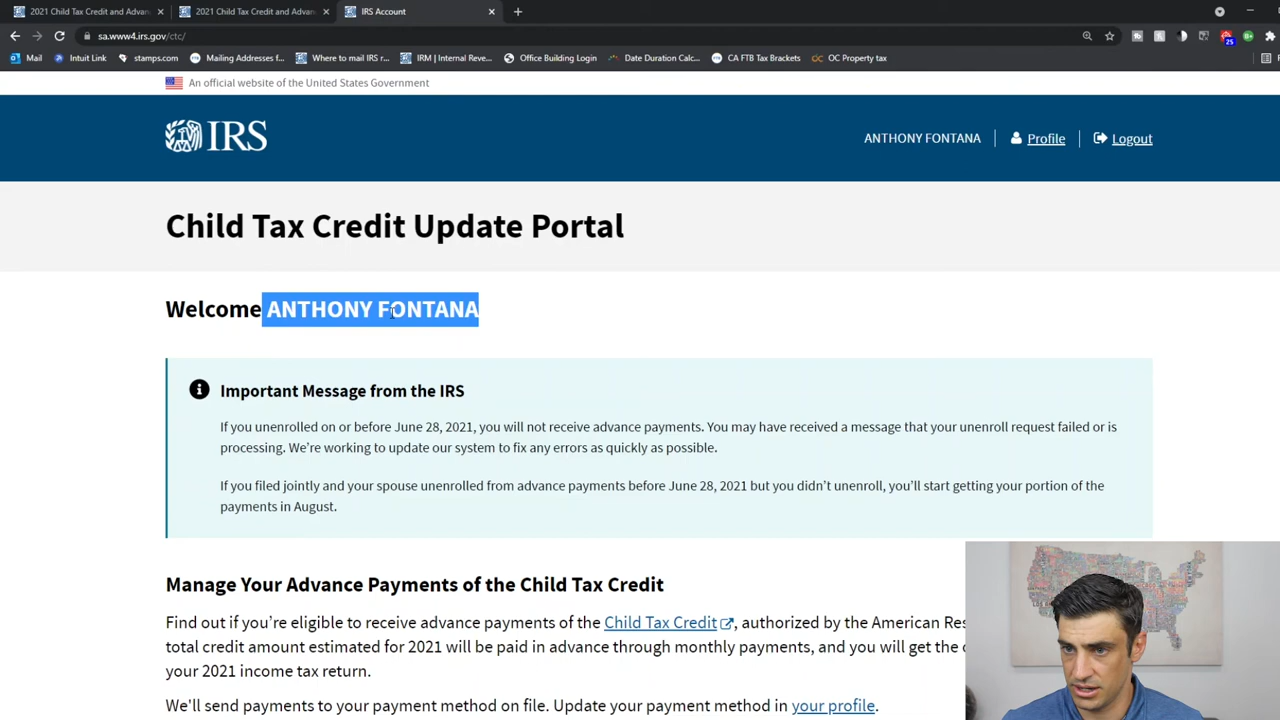 2021 Child Tax Credit and Advan
2021 Child Tax Credit and Advan
IRS Account
sa.www4.irs.gov/ctc/
25
Mail
Intuit Link
stamps.com
Mailing Addresses f...
Where to mail IRS r...
IRM | Internal Reve...
Office Building Login
Date Duration Calc...
CA FTB Tax Brackets
OC Property tax
An official website of the United States Government
IRS
ANTHONY FONTANA
Profile
Logout
Child Tax Credit Update Portal
Welcome ANTHONY FONTANA
Important Message from the IRS
If you unenrolled on or before June 28, 2021, you will not receive advance payments. You may have received a message that your unenroll request failed or is
processing. We're working to update our system to fix any errors as quickly as possible.
If you filed jointly and your spouse unenrolled from advance payments before June 28, 2021 but you didn't unenroll, you'll start getting your portion of the
payments in August.
Manage Your Advance Payments of the Child Tax Credit
Find out if you're eligible to receive advance payments of the Child Tax Credit, authorized by the American Res
total credit amount estimated for 2021 will be paid in advance through monthly payments, and you will get the
your 2021 income tax return.
We'll send payments to your payment method on file. Update your payment method in your profile.